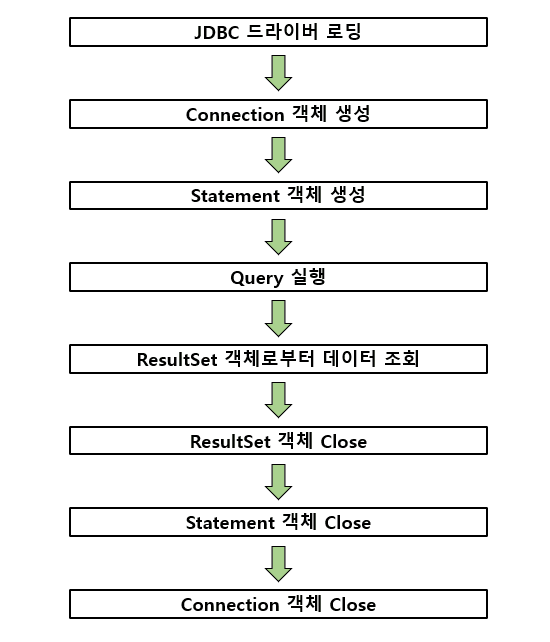 JDBC 드라이버 로딩
Connection 객체 생성
Statement 객체 생성
Query 실행
ResultSet 객체로부터 데이터 조회
ResultSet 객체 Close
Statement 객체 Close
Connection 객체 Close